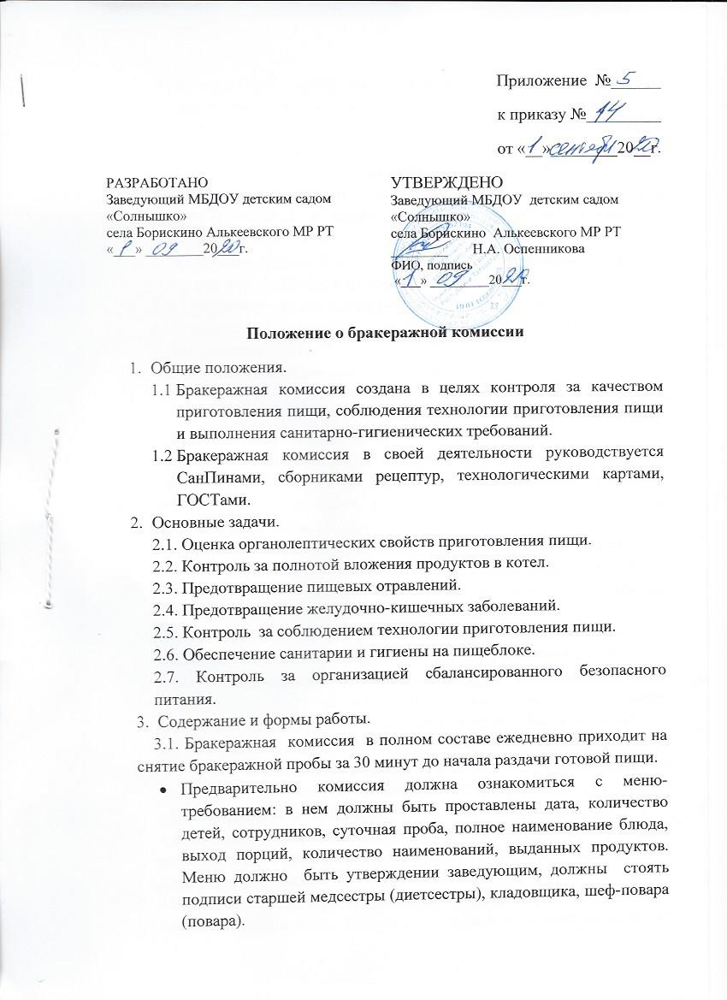 Приложение № 5
к приказу № 14
от «1» сентября 2020 г.
РАЗРАБОТАНО
Заведующий МБДОУ детским садом
«Солнышко»
села Борискино Алькеевского МР РТ
«1» 09 2020 г.
УТВЕРЖДЕНО
Заведующий МБДОУ детским садом
«Солнышко»
села Борискино Алькеевского МР РТ
Н.А. Оспенникова
ФИО, подпись
«1» 09 2020 г.
Положение о бракеражной комиссии
1. Общие положения.
1.1 Бракеражная комиссия создана в целях контроля за качеством
приготовления пищи, соблюдения технологии приготовления пищи
и выполнения санитарно-гигиенических требований.
1.2 Бракеражная комиссия в своей деятельности руководствуется
СанПинами, сборниками рецептур, технологическими картами,
ГОСТами.
2. Основные задачи.
2.1. Оценка органолептических свойств приготовления пищи.
2.2. Контроль за полнотой вложения продуктов в котел.
2.3. Предотвращение пищевых отравлений.
2.4. Предотвращение желудочно-кишечных заболеваний.
2.5. Контроль за соблюдением технологии приготовления пищи.
2.6. Обеспечение санитарии и гигиены на пищеблоке.
2.7. Контроль за организацией сбалансированного безопасного
питания.
3. Содержание и формы работы.
3.1. Бракеражная комиссия в полном составе ежедневно приходит на
снятие бракеражной пробы за 30 минут до начала раздачи готовой пищи.
• Предварительно комиссия должна ознакомиться с меню-
требованием: в нем должны быть проставлены дата, количество
детей, сотрудников, суточная проба, полное наименование блюда,
выход порций, количество наименований, выданных продуктов.
Меню должно быть утверждении заведующим, должны стоять
подписи старшей медсестры (диетсестры), кладовщика, шеф-повара
(повара).